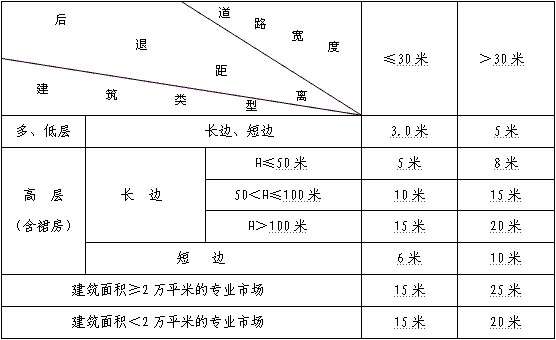 道路宽度
后退距离
建筑类型
≤30米
>30米
多、低层
长边、短边
3.0米
5米
高 层
(含裙房)
长 边
H≤50米
5米
8米
50<H≤100米
10米
15米
H>100米
15米
20米
短 边
6米
10米
建筑面积≥2万平米的专业市场
15米
25米
建筑面积<2万平米的专业市场
15米
20米